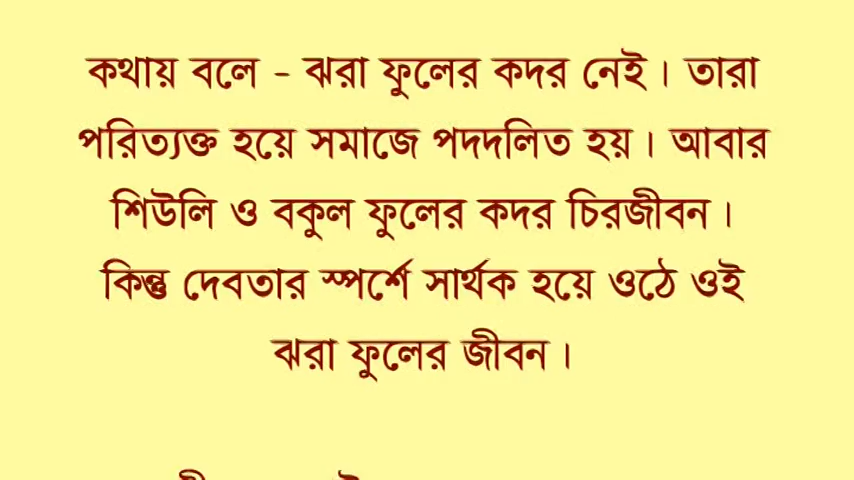 কথায় বলে - ঝরা ফুলের কদর নেই। তারা
পরিত্যক্ত হয়ে সমাজে পদদলিত হয়। আবার
শিউলি ও বকুল ফুলের কদর চিরজীবন।
কিন্তু দেবতার স্পর্শে সার্থক হয়ে ওঠে ওই
ঝরা ফুলের জীবন।